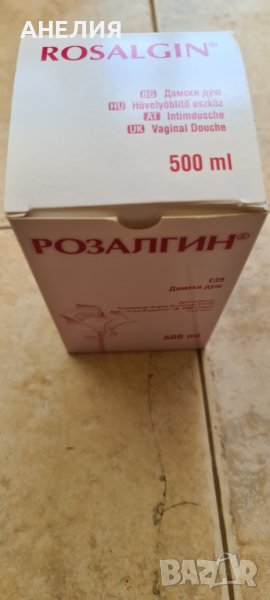 АНЕЛИЯ
ROSALGIN®
BG Дамски душ
HU Hüvelyöblítő eszköz
AT Intimdusche
UK Vaginal Douche
500 ml
РОЗАЛГИН®
Дамски душ
500 ml
BAZAR